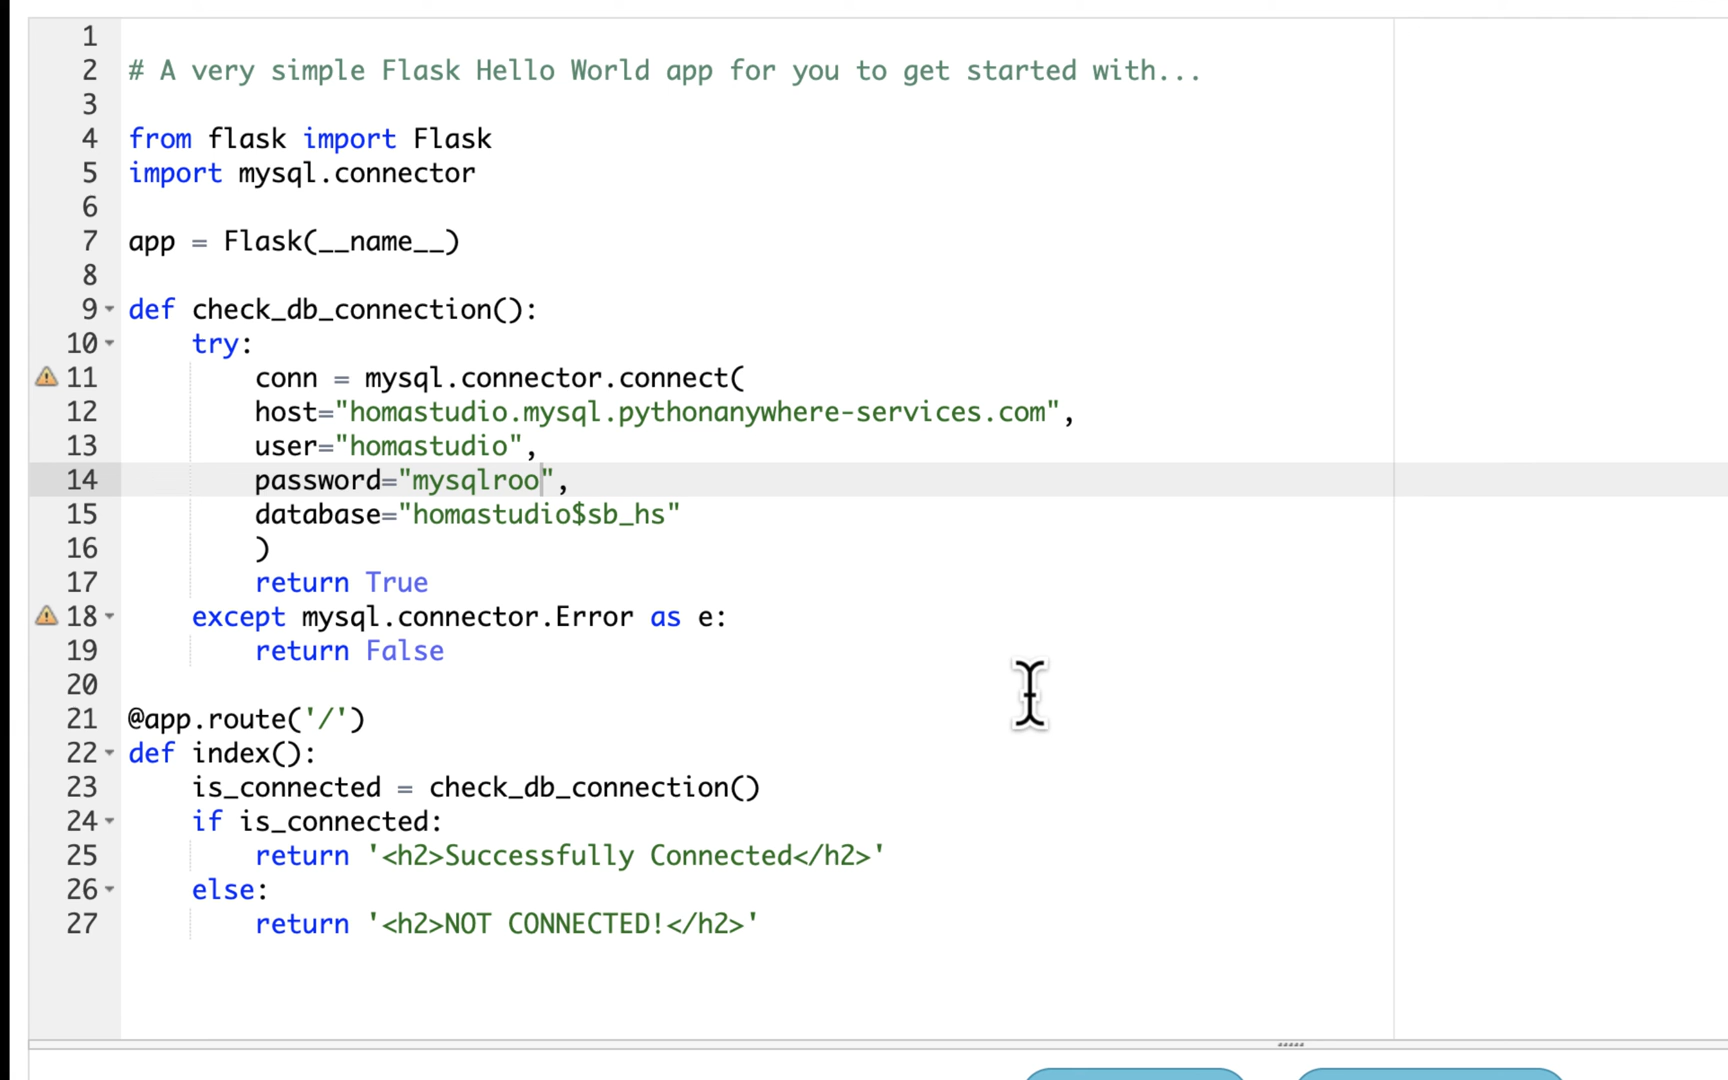 1
2 # A very simple Flask Hello World app for you to get started with...
3
4 from flask import Flask
5 import mysql.connector
6
7 app = Flask(__name__)
8
9 def check_db_connection():
10     try:
11         conn = mysql.connector.connect(
12         host="homastudio.mysql.pythonanywhere-services.com",
13         user="homastudio",
14         password="mysqlroo",
15         database="homastudio$sb_hs"
16         )
17         return True
18     except mysql.connector.Error as e:
19         return False
20
21 @app.route('/')
22 def index():
23     is_connected = check_db_connection()
24     if is_connected:
25         return '<h2>Successfully Connected</h2>'
26     else:
27         return '<h2>NOT CONNECTED!</h2>'